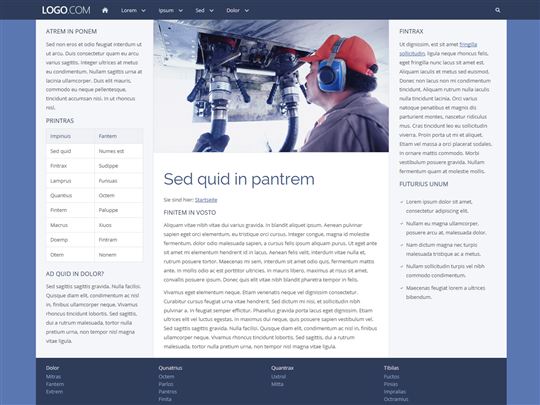 LOGO.COM
Lorem
Ipsum
Sed
Dolor
ATREM IN PONEM
Sed non eros et odio feugiat interdum ut
ut arcu. Duis consectetur quam eu arcu
varius sagittis. Integer ultrices at metus
eu condimentum. Nullam sagittis urna at
lacinia ullamcorper. Duis elit mauris,
commodo eu neque pellentesque,
tincidunt accumsan nisi. In ut rhoncus
nisl.
PRINTRAS
Impinus Fantem
Sed quid Numes est
Fintrax Sudippe
Lamprus Funiuas
Quantius Octem
Fintem Paluppe
Macrus Xiuos
Doemp Fintram
Otem Nonem
AD QUID IN DOLOR?
Sed sagittis sagittis gravida. Nulla facilisi.
Quisque diam elit, condimentum at nisl
in, finibus ullamcorper neque. Vivamus
rhoncus tincidunt lobortis. Sed sagittis,
dui a rutrum malesuada, tortor nulla
pretium urna, non tempor nisl magna
vitae ligula.
Sed quid in pantrem
Sie sind hier: Startseite
FINITEM IN VOSTO
Aliquam vitae nibh vitae dui varius gravida. In blandit aliquet ipsum. Aenean pulvinar
sapien eget orci elementum, eu tristique orci cursus. Integer congue, magna id molestie
fermentum, dolor odio malesuada sapien, a cursus felis ipsum aliquam purus. Ut eget ante
sit amet mi elementum hendrerit id in lacus. Aenean felis velit, interdum vitae nulla et,
rutrum posuere tortor. Maecenas mi sem, interdum sit amet odio quis, fermentum mattis
ante. In mollis odio ac est porttitor ultricies. In mauris libero, maximus at risus sit amet,
convallis posuere ipsum. Donec quis elit vitae nibh blandit pharetra tempor in felis.
Vivamus eget elementum neque. Etiam venenatis neque vel dignissim consectetur.
Curabitur cursus feugiat urna vitae hendrerit. Sed dictum mi nisi, et sollicitudin nibh
pulvinar a. In feugiat semper efficitur. Phasellus gravida porta lacus eget dignissim. Etiam
ultrices elit vel luctus egestas. In maximus dui neque, quis posuere sapien vestibulum vel.
Sed sagittis sagittis gravida. Nulla facilisi. Quisque diam elit, condimentum at nisl in, finibus
ullamcorper neque. Vivamus rhoncus tincidunt lobortis. Sed sagittis, dui a rutrum malesuada,
tortor nulla pretium urna, non tempor nisl magna vitae ligula.
FINTRAX
Ut dignissim, est sit amet fringilla
sollicitudin, ligula neque rhoncus felis,
eget fringilla nunc lacus sit amet est.
Aliquam iaculis et metus sed euismod.
Donec non lacus non mi condimentum
tincidunt. Aliquam rutrum nulla iaculis
nulla tincidunt lacinia. Orci varius
natoque penatibus et magnis dis
parturient montes, nascetur ridiculus
mus. Cras tincidunt leo eu sollicitudin
viverra. Proin porta ut mi et aliquet.
Etiam vel massa a orci placerat sodales,
in ornare mattis commodo. Morbi
vestibulum posuere gravida. Nullam
fermentum quam at molestie mollis.
FUTURIUS UNUM
Lorem ipsum dolor sit amet,
consectetur adipiscing elit.
Nullam eu magna ullamcorper,
posuere arcu at, malesuada dolor.
Nam dictum magna nec turpis
malesuada tristique ac a metus.
Nullam sollicitudin turpis vel nibh
commodo condimentum.
Maecenas feugiat lorem a ultrices
bibendum.
Dolor
Mitras
Fantem
Extrem
Qunatrius
Octem
Parlos
Pantros
Finita
Quantrax
Uxtrol
Mitta
Tibilas
Fuctos
Pinias
Impralias
Octramius